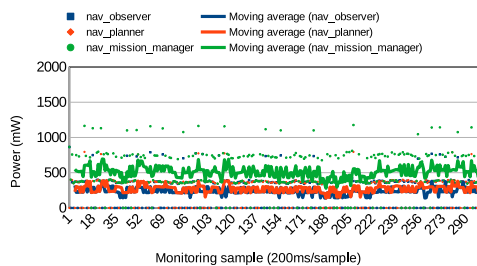 nav_observer Moving average (nav_observer)
nav_planner Moving average (nav_planner)
nav_mission_manager Moving average (nav_mission_manager)
2000
1500
1000
500
0
Power (mW)
1 18 35 52 69 86 103 120 137 154 171 188 205 222 239 256 273 290
Monitoring sample (200ms/sample)